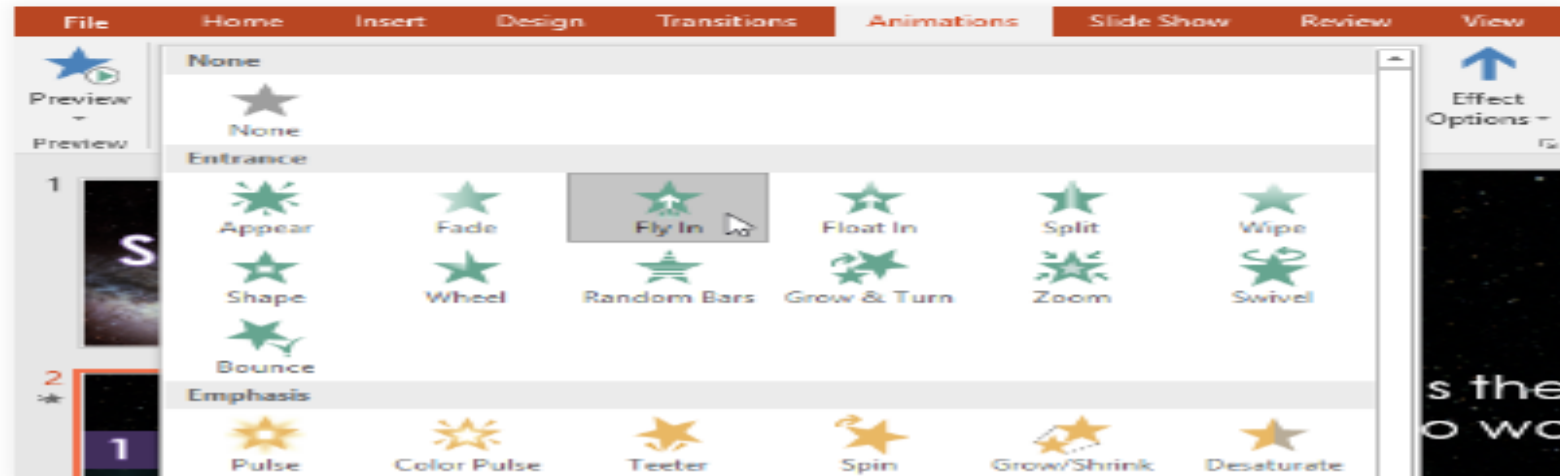 File Home Insert Design Transitions Animations Slide Show Review View
None
Preview
None
Effect
Options
Preview
Entrance
1
Appear Fade Fly In Float In Split Wipe
S
Shape Wheel Random Bars Grow & Turn Zoom Swivel
Bounce
2
Emphasis
s the
1
o wo
Pulse Color Pulse Teeter Spin Grow/Shrink Desaturate